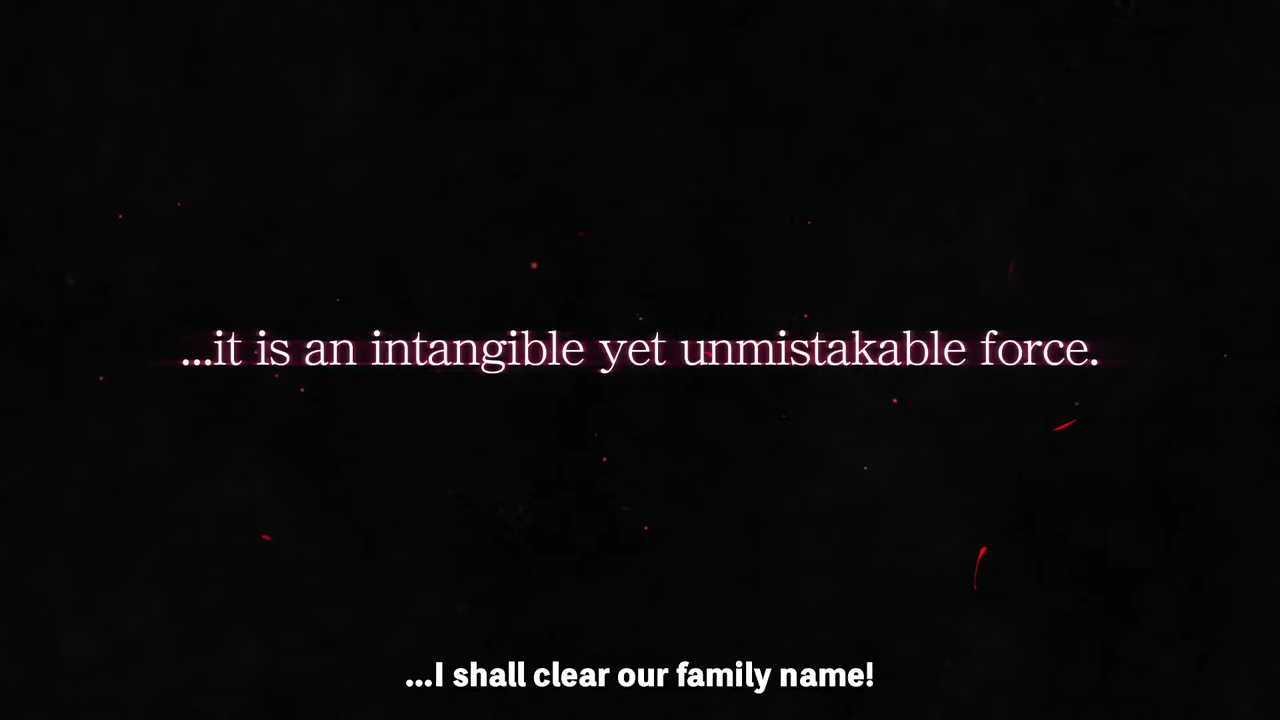 ...it is an intangible yet unmistakable force.
...I shall clear our family name!